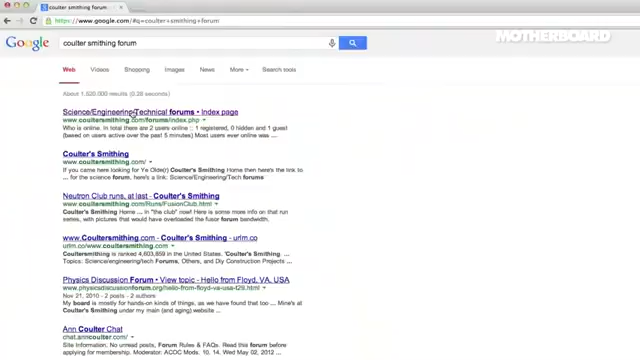 coulter smithing forum
https://www.google.com/#q=coulter+smithing+forum
MOTHERBOARD
Google
coulter smithing forum
Web Videos Shopping Images News More Search tools
About 1,520,000 results (0.28 seconds)
Science/Engineering/Technical forums • Index page
www.coultersmithing.com/forums/index.php
Who is online. In total there are 2 users online :: 1 registered, 0 hidden and 1 guest
(based on users active over the past 5 minutes) Most users ever online was ...
Coulter's Smithing
www.coultersmithing.com/
If you came here looking for Ye Olde(r) Coulter's Smithing Home then here's the link to
... for the science forum, here's a link: Science/Engineering/Tech forums
Neutron Club runs, at last - Coulter's Smithing
www.coultersmithing.com/Runs/FusionClub.html
Coulter's Smithing Home ... In "the club" now! Here is some more info on that run
series, with pictures that would have overloaded the fusor forum bandwidth.
www.Coultersmithing.com - Coulter's Smithing - urlm.co
urlm.co/www.coultersmithing.com
Coultersmithing.com is ranked 4,603,859 in the United States. 'Coulter's Smithing.'
Topics: Science/engineering/tech Forums, Others, and Diy Construction Projects ...
Physics Discussion Forum • View topic - Hello from Floyd, VA, USA
www.physicsdiscussionforum.org/hello-from-floyd-va-usa-t29.html
Nov 21, 2010 - 2 posts - 2 authors
My board is mostly for hands-on kinds of things, as we have found that too ... Mine's at
Coulter's smithing under (my main and aging) website ...
Ann Coulter Chat
chat.anncoulter.com/
Site Information. No unread posts, Forum Rules & FAQs. Read this forum before
applying for membership. Moderator: ACDC Mods. 10. 14. Wed May 02, 2012 ...